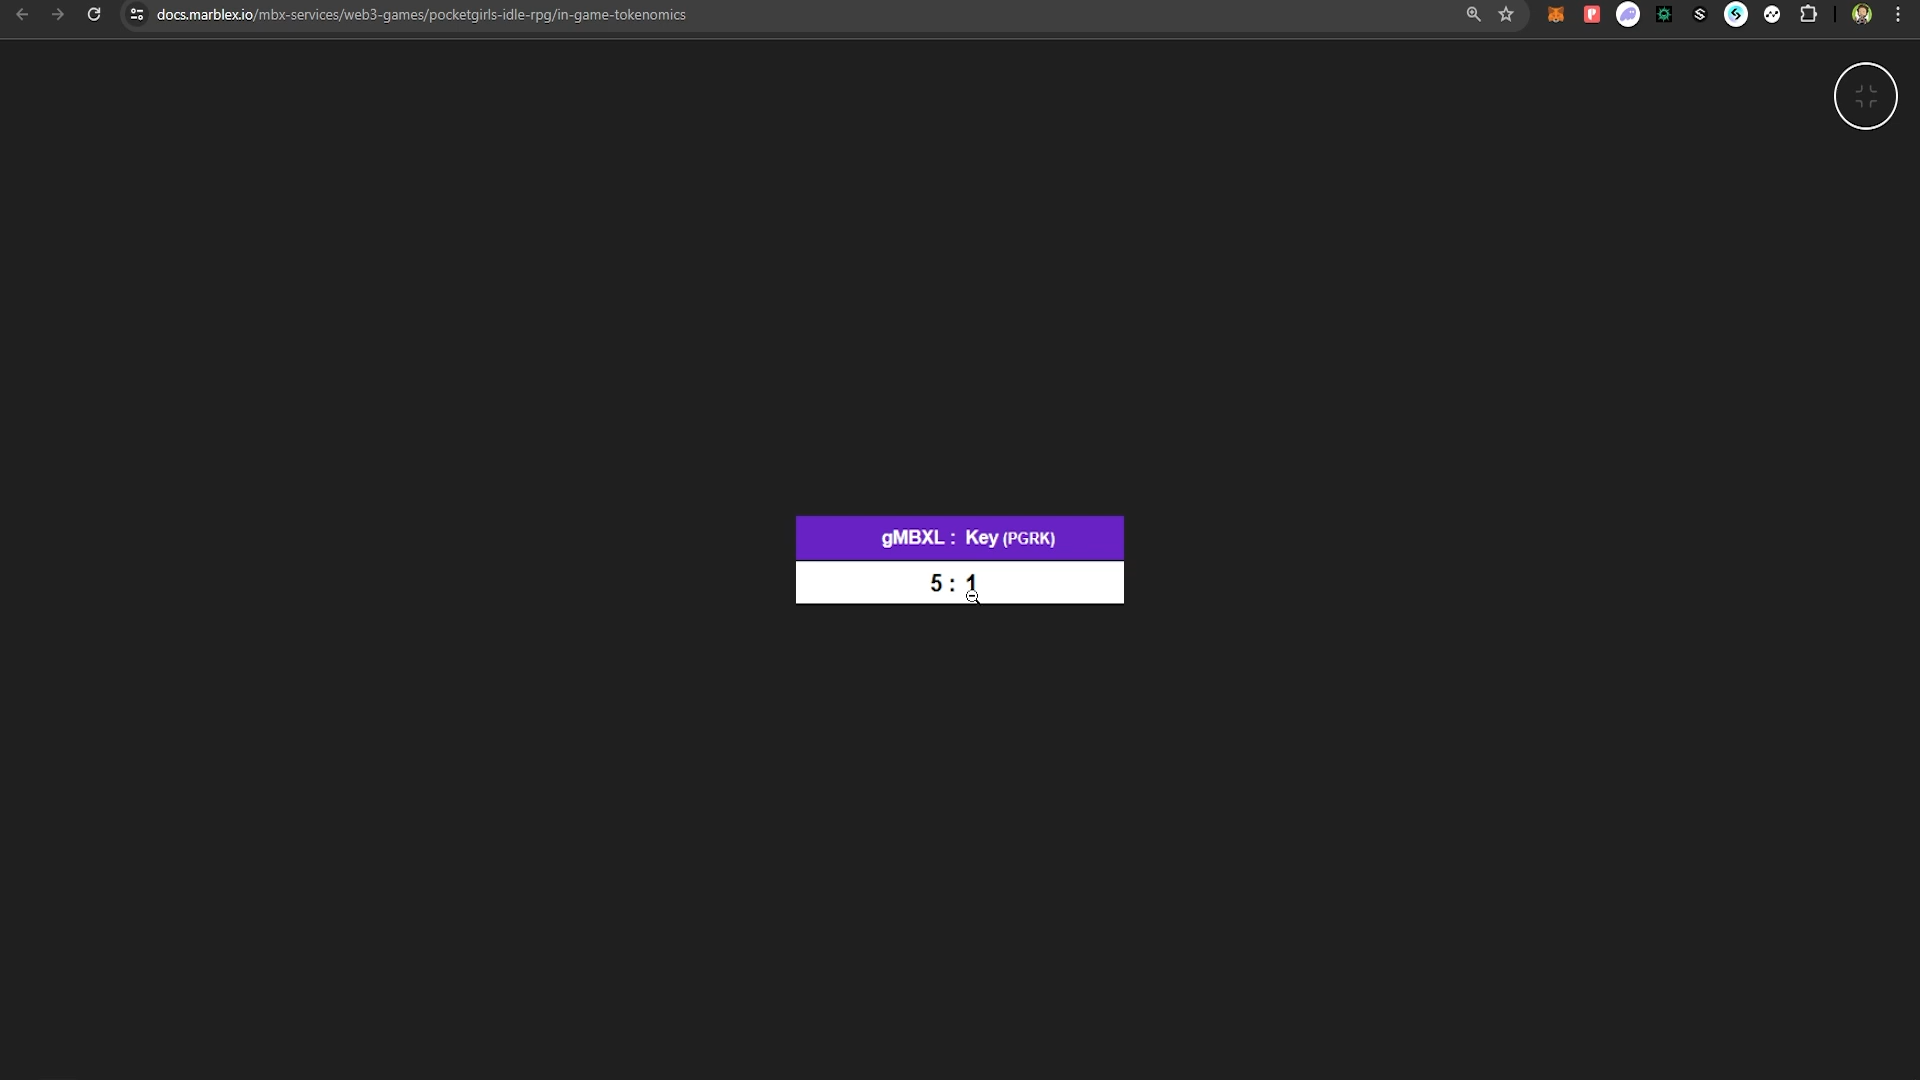 docs.marblex.io/mbx-services/web3-games/pocketgirls-idle-rpg/in-game-tokenomics
gMBXL : Key (PGRK)
5 : 1